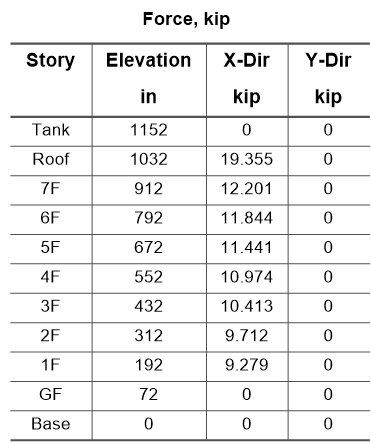 Force, kip
Story Elevation X-Dir Y-Dir
in kip kip
Tank 1152 0 0
Roof 1032 19.355 0
7F 912 12.201 0
6F 792 11.844 0
5F 672 11.441 0
4F 552 10.974 0
3F 432 10.413 0
2F 312 9.712 0
1F 192 9.279 0
GF 72 0 0
Base 0 0 0